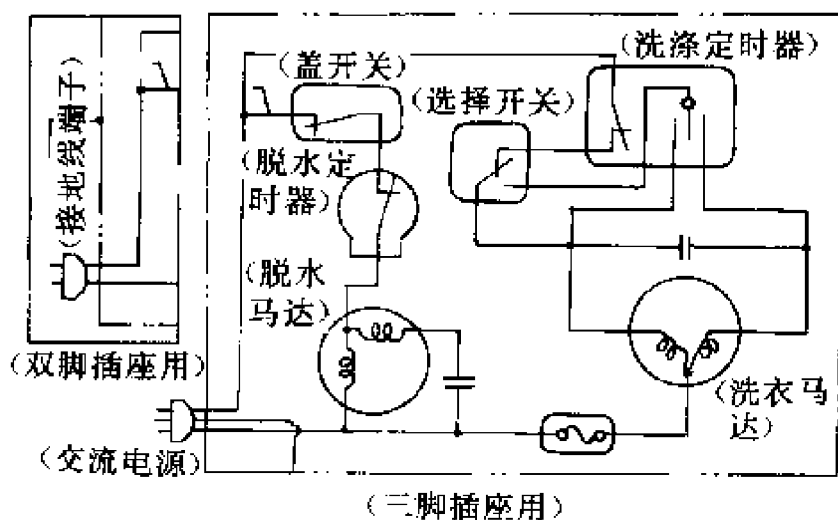 (洗涤定时器)
(盖开关)
(选择开关)
(接地线端子)
(脱水定
时器)
(脱水
马达)
(双脚插座用)
(洗衣马
达)
(交流电源)
(三脚插座用)